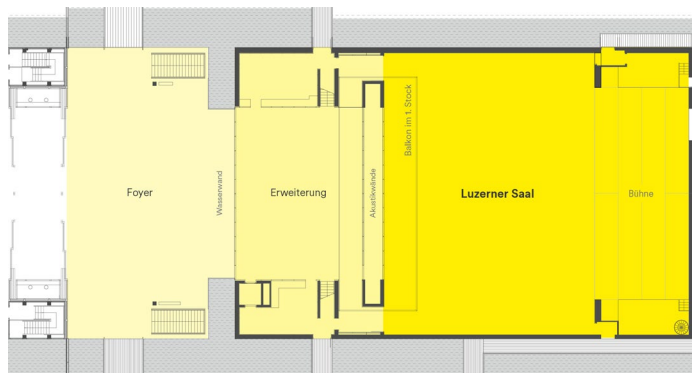 Foyer
Wasserwand
Erweiterung
Akustikwände
Balkon im 1. Stock
Luzerner Saal
Bühne